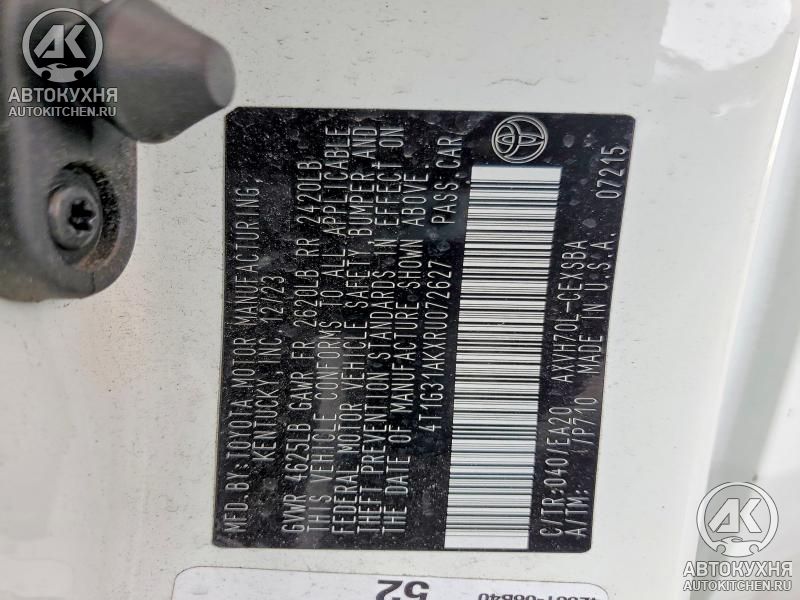 MFD.BY:TOYOTA MOTOR MANUFACTURING,
KENTUCKY, INC. 12/23
GVWR 4625LB GAWR FR 2620LB RR 2420LB
THIS VEHICLE CONFORMS TO ALL APPLICABLE
FEDERAL MOTOR VEHICLE SAFETY, BUMPER, AND
THEFT PREVENTION STANDARDS IN EFFECT ON
THE DATE OF MANUFACTURE SHOWN ABOVE.
4T1G31AKXRU072627 PASS.CAR
C/TR:040/EA20 AXVH70L-CEXSBA
A/TM: /P710 MADE IN U.S.A. 07215
52
AK
АВТОКУХНЯ
AUTOKITCHEN.RU
AK
АВТОКУХНЯ
AUTOKITCHEN.RU